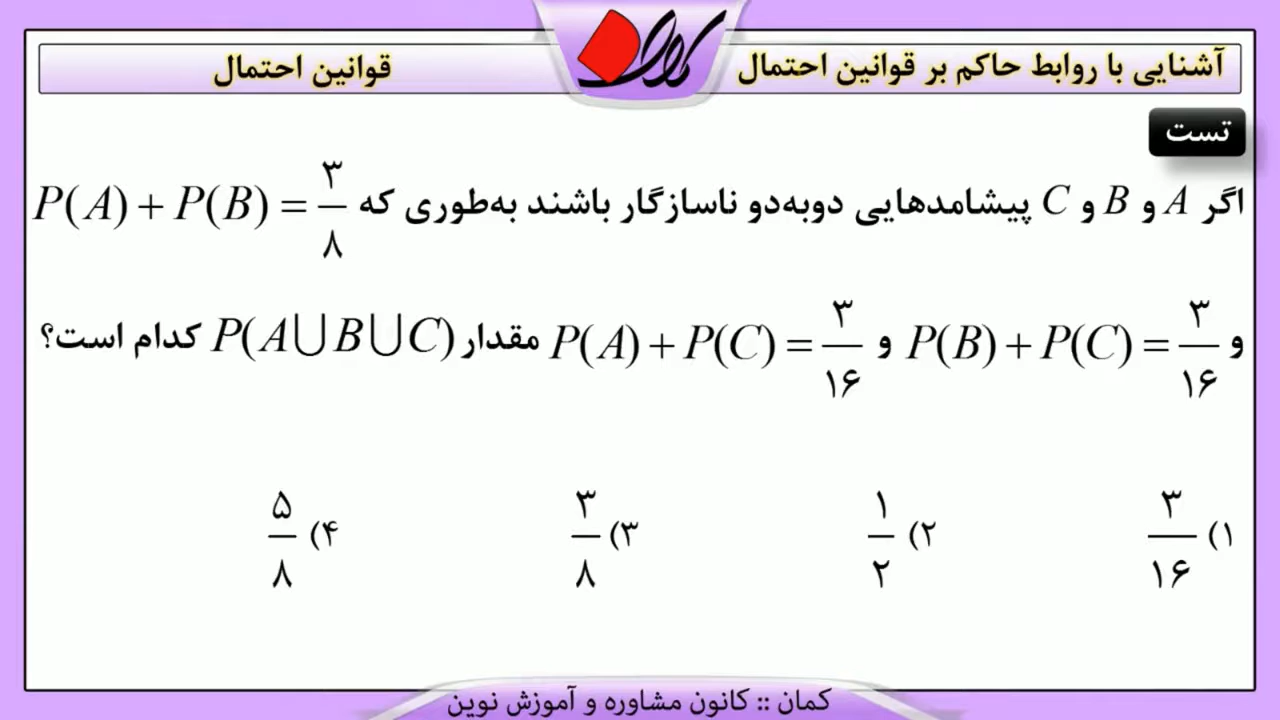 آشنایی با روابط حاکم بر قوانین احتمال
کمان
قوانین احتمال
تست
اگر A و B و C پیشامدهایی دوبه‌دو ناسازگار باشند به‌طوری که P(A) + P(B) = ۳/۸
و P(B) + P(C) = ۳/۱۶ و P(A) + P(C) = ۳/۱۶ مقدار P(A∪B∪C) کدام است؟
۱) ۳/۱۶ ۲) ۱/۲ ۳) ۳/۸ ۴) ۵/۸
کمان :: کانون مشاوره و آموزش نوین